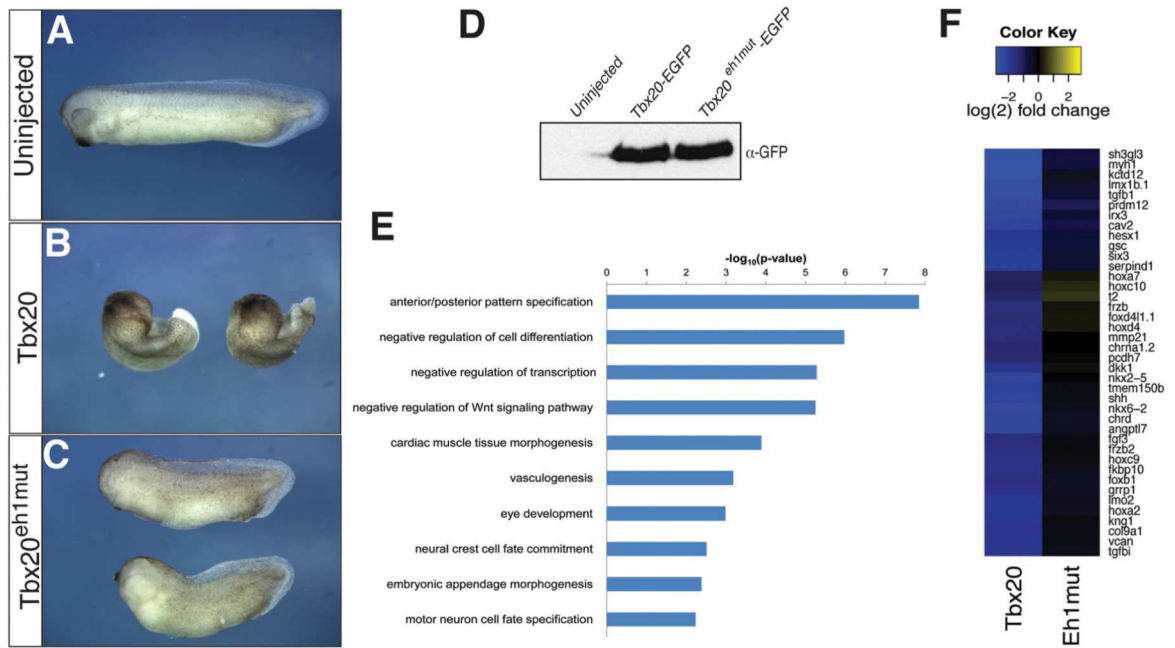 A
Uninjected
B
Tbx20
C
Tbx20eh1mut
D
Uninjected
Tbx20-EGFP
Tbx20 eh1mut-EGFP
α-GFP
E
-log10(p-value)
0 1 2 3 4 5 6 7 8
anterior/posterior pattern specification
negative regulation of cell differentiation
negative regulation of transcription
negative regulation of Wnt signaling pathway
cardiac muscle tissue morphogenesis
vasculogenesis
eye development
neural crest cell fate commitment
embryonic appendage morphogenesis
motor neuron cell fate specification
F
Color Key
−2 0 2
log(2) fold change
sh3gl3
myh1
kctd12
lmx1b.1
tgfb1
prdm12
irx3
cav2
hesx1
gsc
six3
serpind1
hoxa7
hoxc10
t2
frzb
foxd4l1.1
hoxd4
mmp21
chrna1.2
pcdh7
dkk1
nkx2−5
tmem150b
shh
nkx6−2
chrd
angptl7
fgf3
frzb2
hoxc9
fkbp10
foxb1
grrp1
lmo2
hoxa2
kng1
col9a1
vcan
tgfbi
Tbx20
Eh1mut